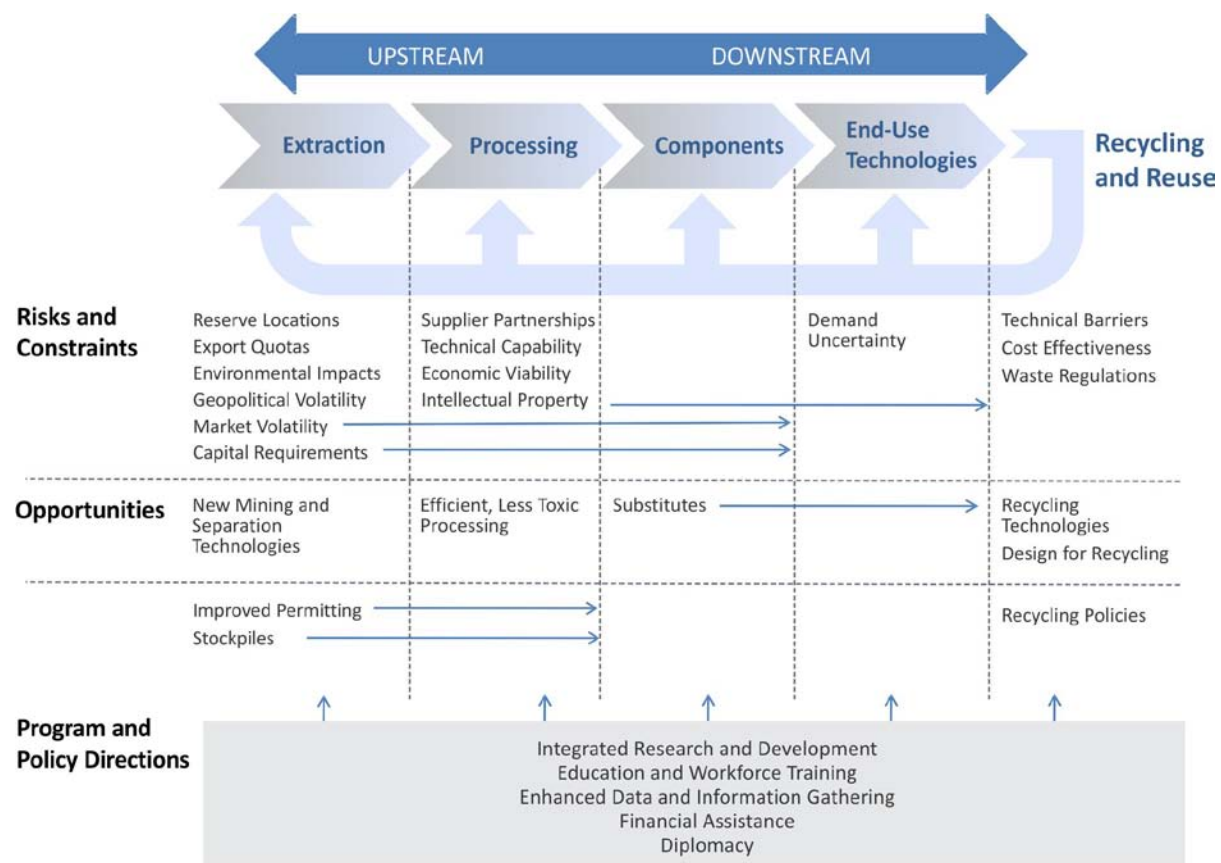 UPSTREAM
DOWNSTREAM
Extraction
Processing
Components
End-Use
Technologies
Recycling
and Reuse
Risks and
Constraints
Reserve Locations
Export Quotas
Environmental Impacts
Geopolitical Volatility
Market Volatility
Capital Requirements
Supplier Partnerships
Technical Capability
Economic Viability
Intellectual Property
Demand
Uncertainty
Technical Barriers
Cost Effectiveness
Waste Regulations
Opportunities
New Mining and
Separation
Technologies
Efficient, Less Toxic
Processing
Substitutes
Recycling
Technologies
Design for Recycling
Improved Permitting
Stockpiles
Recycling Policies
Program and
Policy Directions
Integrated Research and Development
Education and Workforce Training
Enhanced Data and Information Gathering
Financial Assistance
Diplomacy